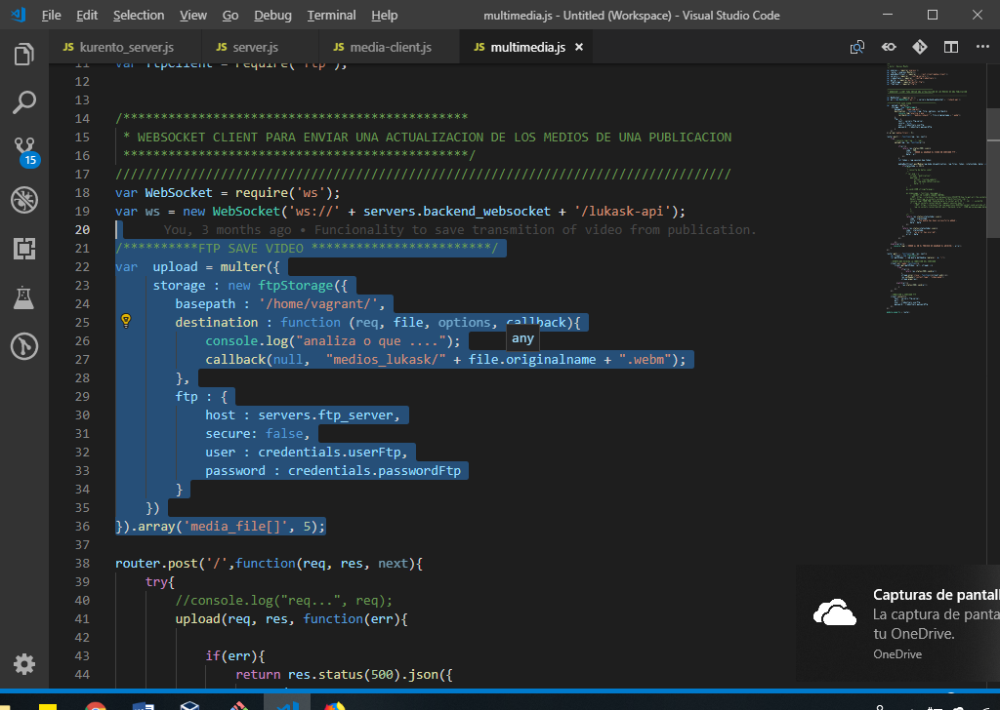 File Edit Selection View Go Debug Terminal Help multimedia.js - Untitled (Workspace) - Visual Studio Code
JS kurento_server.js JS server.js JS media-client.js JS multimedia.js ×
11 var ftpClient = require('ftp');
12
13
14 /**********************************************
15 * WEBSOCKET CLIENT PARA ENVIAR UNA ACTUALIZACION DE LOS MEDIOS DE UNA PUBLICACION
16 **********************************************/
17 //////////////////////////////////////////////////////////////////////////////////
18 var WebSocket = require('ws');
19 var ws = new WebSocket('ws://' + servers.backend_websocket + '/lukask-api');
20 You, 3 months ago • Funcionality to save transmition of video from publication.
21 /**********FTP SAVE VIDEO ************************/
22 var  upload = multer({
23 storage : new ftpStorage({
24 basepath : '/home/vagrant/',
25 destination : function (req, file, options, callback){
26 console.log("analiza o que ....");
any
27 callback(null,  "medios_lukask/" + file.originalname + ".webm");
28 },
29 ftp : {
30 host : servers.ftp_server,
31 secure: false,
32 user : credentials.userFtp,
33 password : credentials.passwordFtp
34 }
35 })
36 }).array('media_file[]', 5);
37
38 router.post('/',function(req, res, next){
39 try{
40 //console.log("req...", req);
41 upload(req, res, function(err){
42
43 if(err){
44 return res.status(500).json({
15
Capturas de pantall
La captura de panta
tu OneDrive.
OneDrive